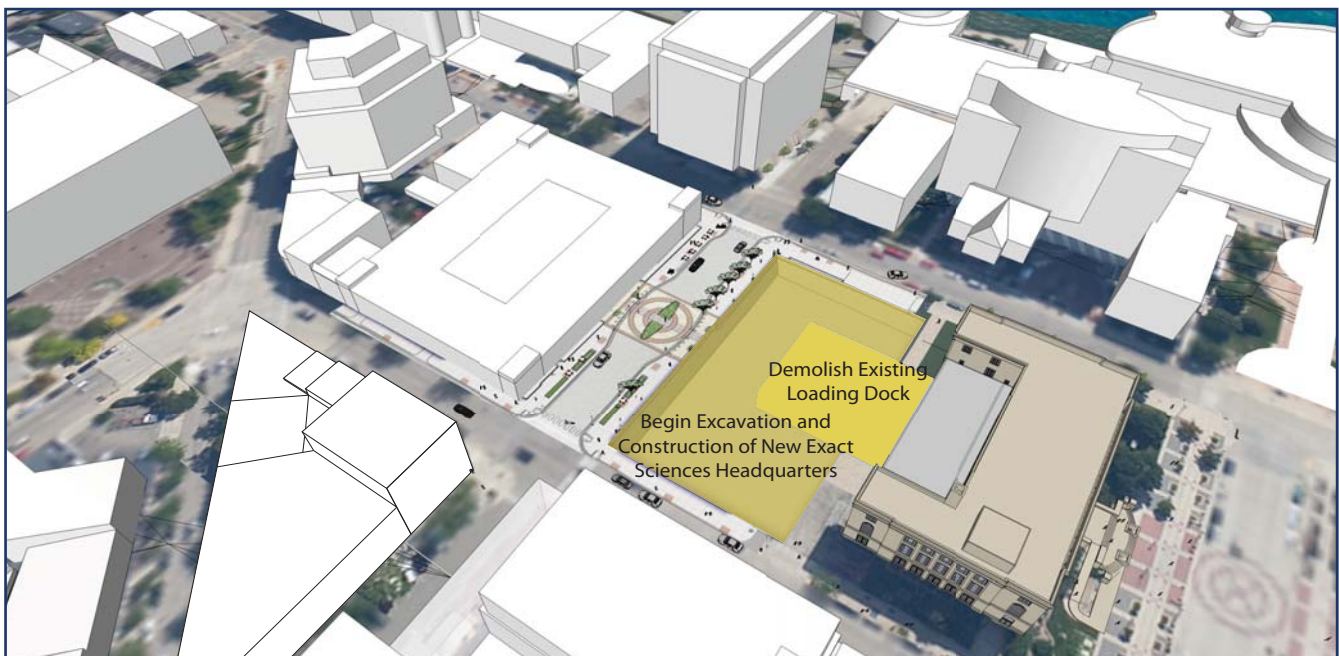 Demolish Existing
Loading Dock
Begin Excavation and
Construction of New Exact
Sciences Headquarters